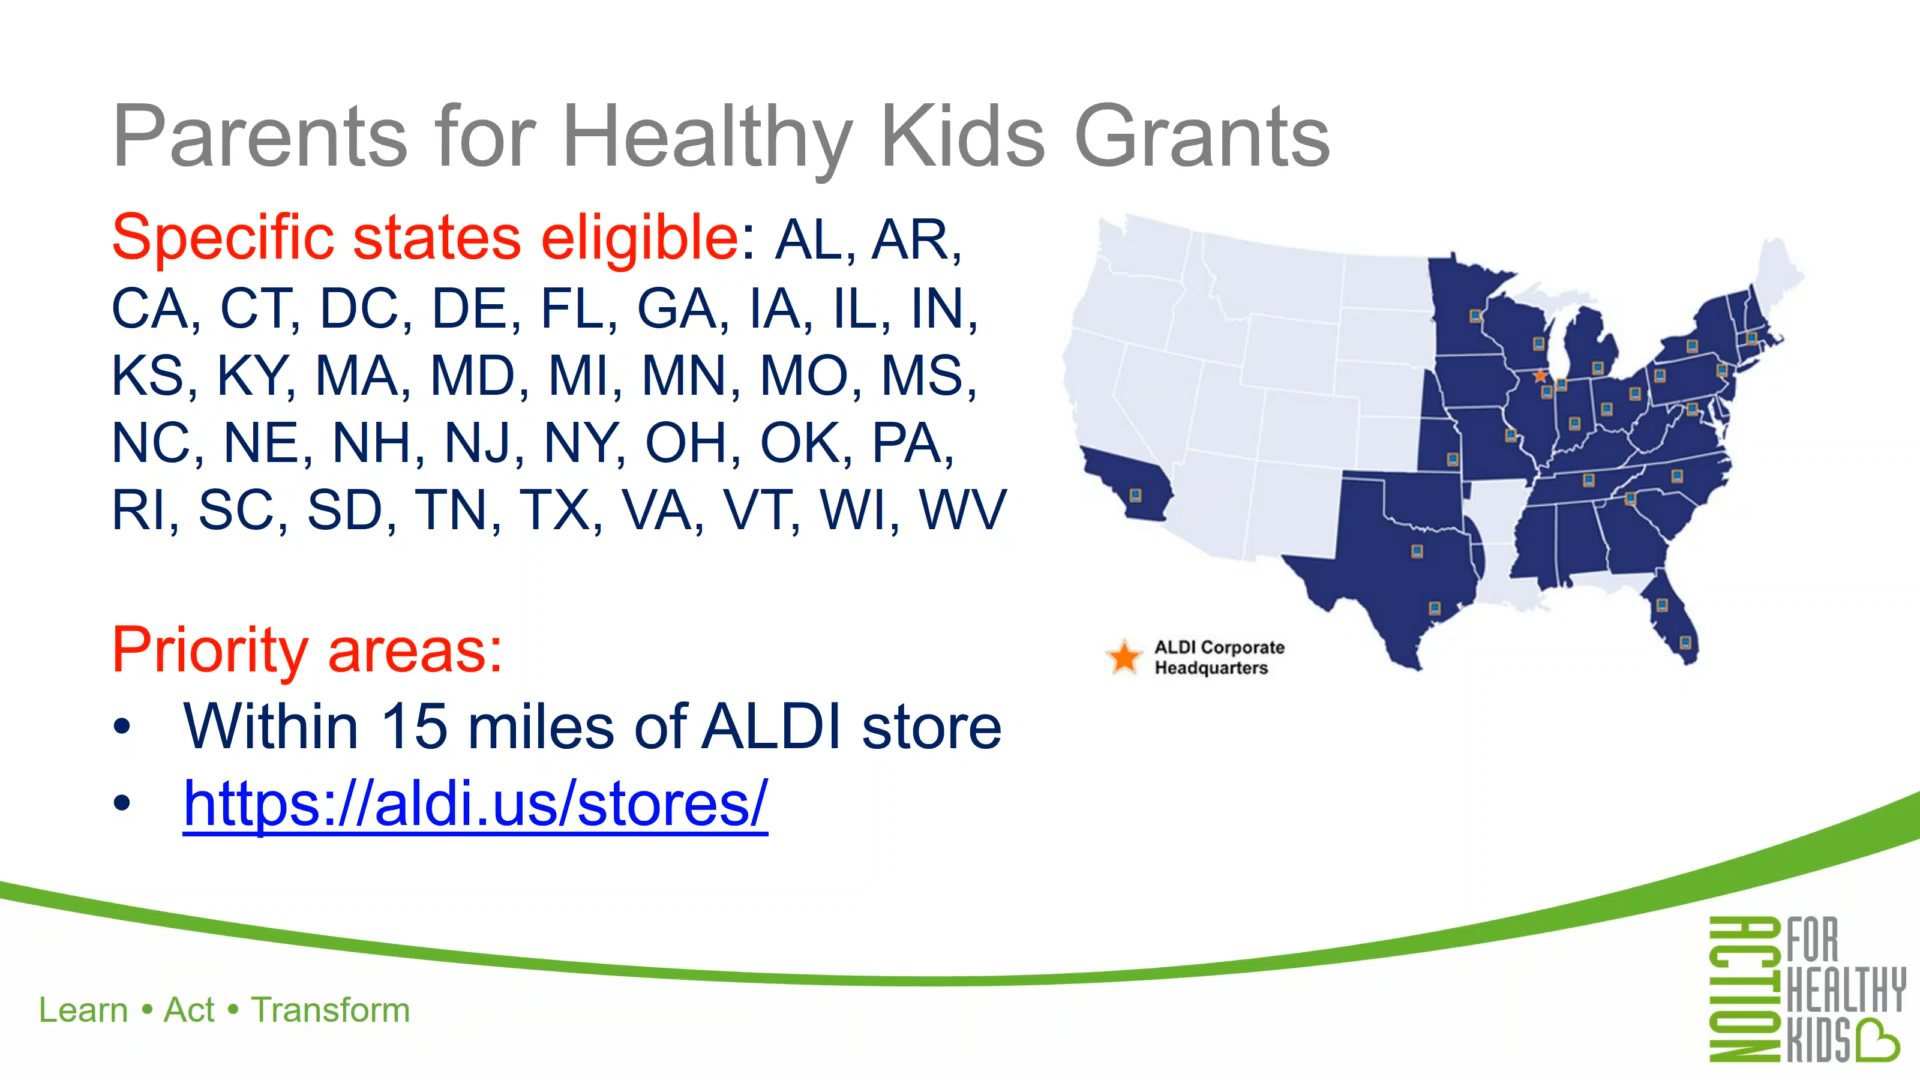 Parents for Healthy Kids Grants
Specific states eligible: AL, AR,
CA, CT, DC, DE, FL, GA, IA, IL, IN,
KS, KY, MA, MD, MI, MN, MO, MS,
NC, NE, NH, NJ, NY, OH, OK, PA,
RI, SC, SD, TN, TX, VA, VT, WI, WV
Priority areas:
• Within 15 miles of ALDI store
• https://aldi.us/stores/
ALDI Corporate
Headquarters
Learn • Act • Transform
ACTION
FOR
HEALTHY
KIDS